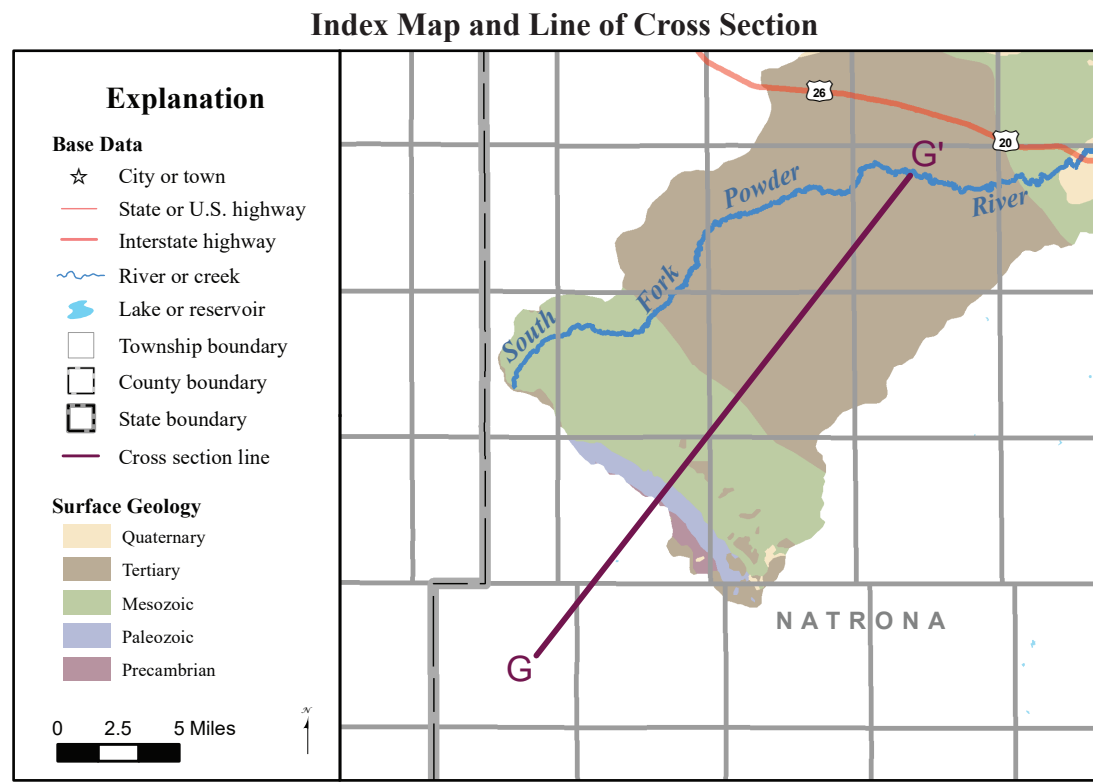 Index Map and Line of Cross Section
Explanation
Base Data
City or town
State or U.S. highway
Interstate highway
River or creek
Lake or reservoir
Township boundary
County boundary
State boundary
Cross section line
Surface Geology
Quaternary
Tertiary
Mesozoic
Paleozoic
Precambrian
0 2.5 5 Miles
N
26
20
G'
Powder
River
Fork
South
NATRONA
G